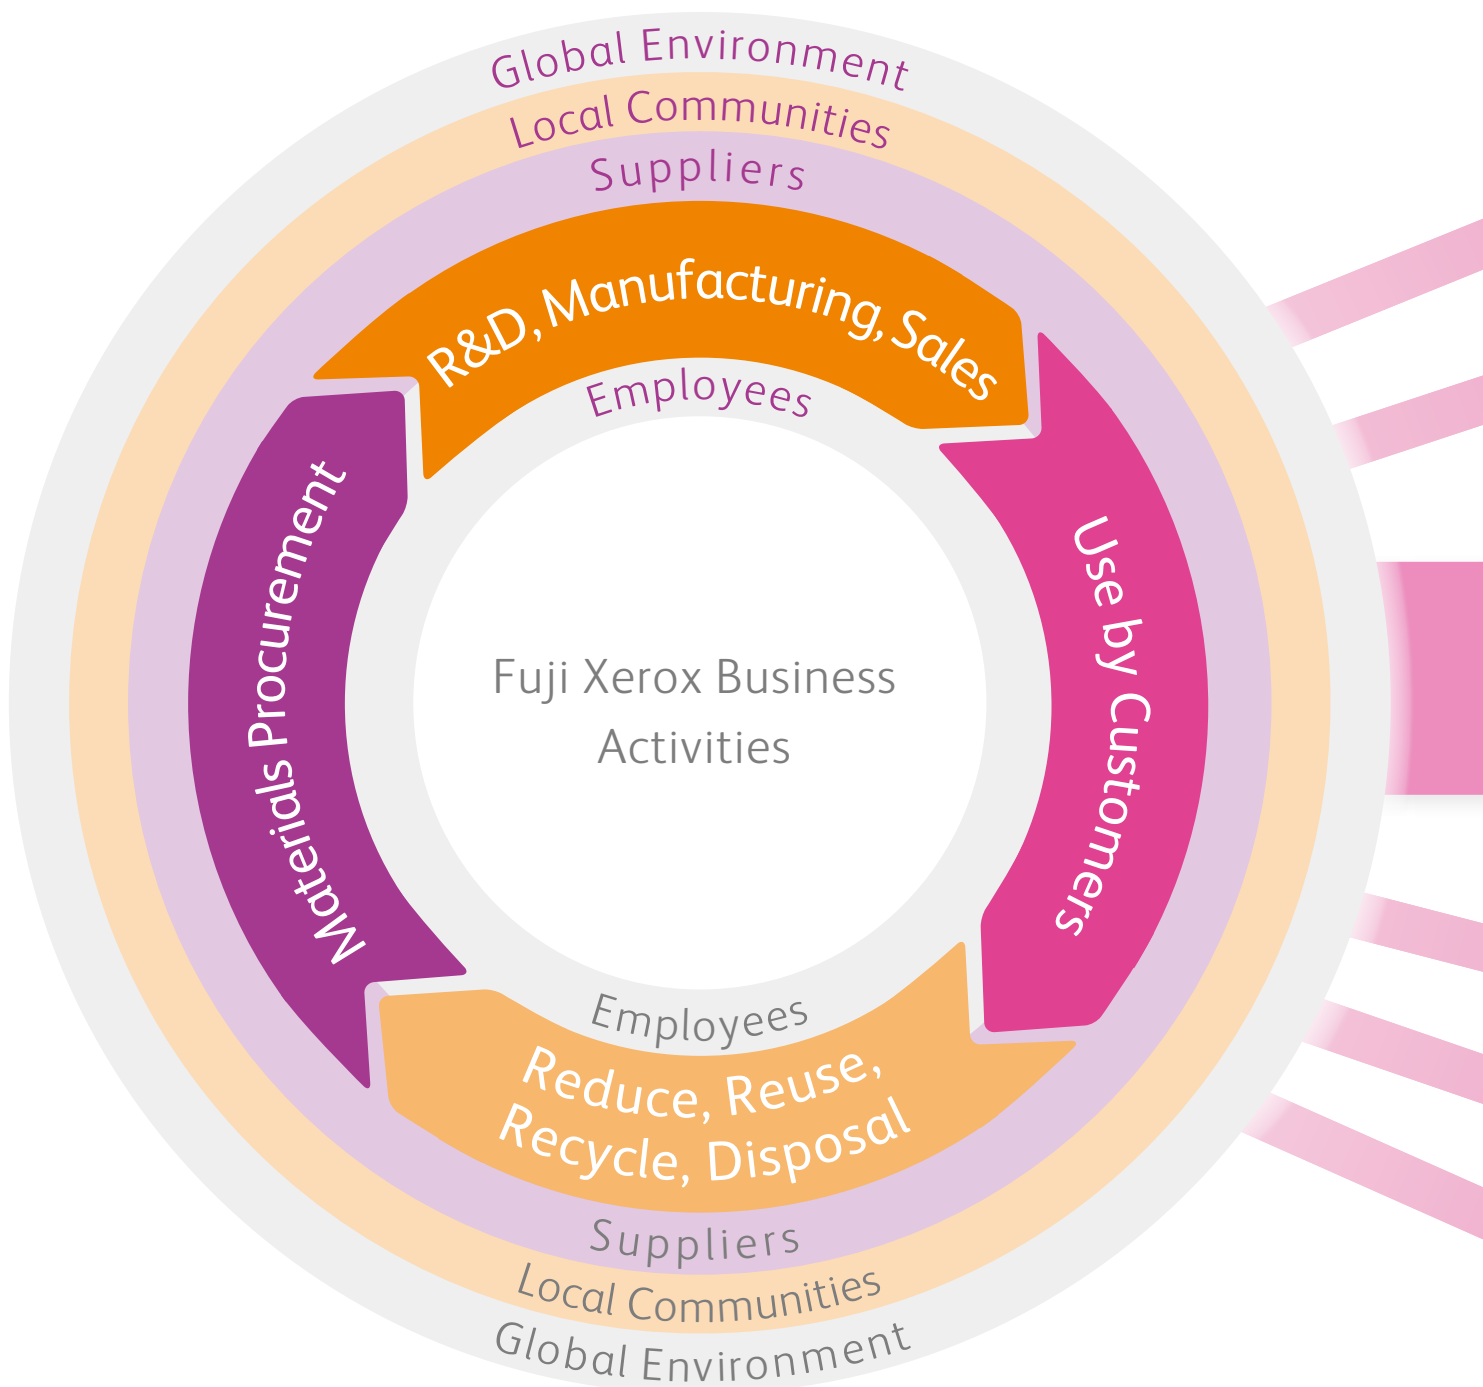 Global Environment
Local Communities
Suppliers
R&D, Manufacturing, Sales
Employees
Materials Procurement
Use by Customers
Fuji Xerox Business
Activities
Employees
Reduce, Reuse,
Recycle, Disposal
Suppliers
Local Communities
Global Environment